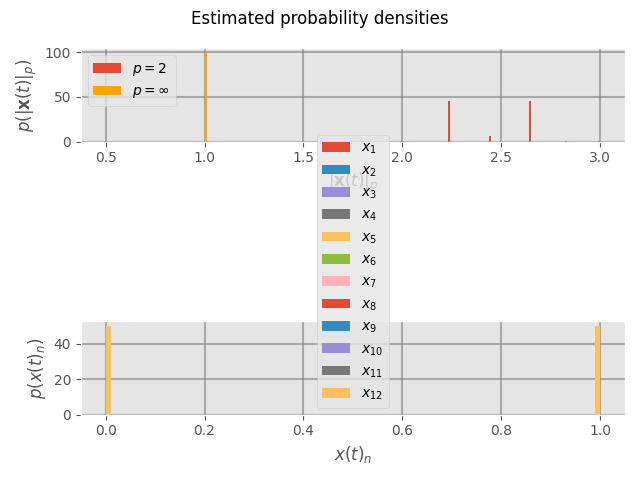 Estimated probability densities
p(|𝐱(t)|ₚ)
100
50
0
p = 2
p = ∞
0.5 1.0 1.5 2.0 2.5 3.0
|𝐱(t)|ₚ
x₁
x₂
x₃
x₄
x₅
x₆
x₇
x₈
x₉
x₁₀
x₁₁
x₁₂
p(x(t)ₙ)
40
20
0
0.0 0.2 0.4 0.6 0.8 1.0
x(t)ₙ